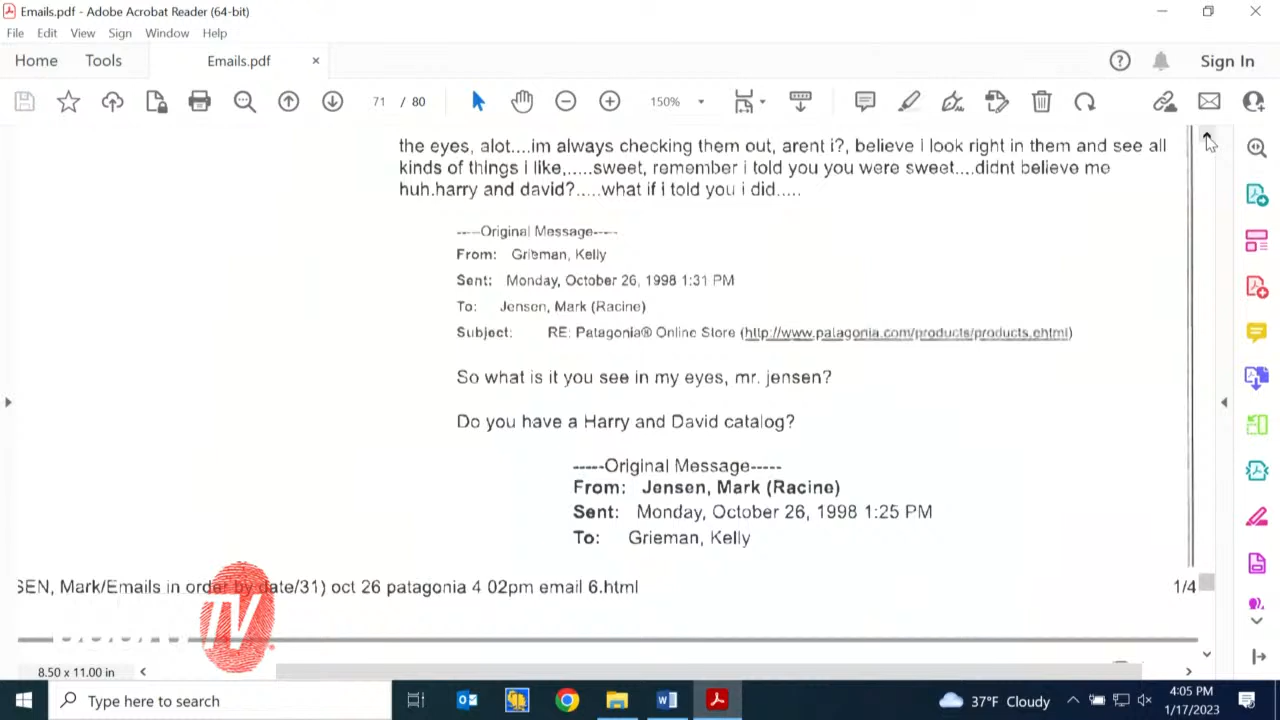 Emails.pdf - Adobe Acrobat Reader (64-bit)
File Edit View Sign Window Help
Home Tools Emails.pdf Sign In
71 / 80 150%
the eyes, alot....im always checking them out, arent i?, believe I look right in them and see all
kinds of things i like,.....sweet, remember i told you you were sweet....didnt believe me
huh.harry and david?.....what if i told you i did.....
-----Original Message-----
From: Grieman, Kelly
Sent: Monday, October 26, 1998 1:31 PM
To: Jensen, Mark (Racine)
Subject: RE: Patagonia® Online Store (http://www.patagonia.com/products/products.ehtml)
So what is it you see in my eyes, mr. jensen?
Do you have a Harry and David catalog?
-----Original Message-----
From: Jensen, Mark (Racine)
Sent: Monday, October 26, 1998 1:25 PM
To: Grieman, Kelly
SEN, Mark/Emails in order by date/31) oct 26 patagonia 4 02pm email 6.html 1/4
TV
8.50 x 11.00 in
Type here to search
37°F Cloudy
4:05 PM
1/17/2023